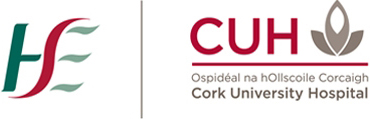 HSE
CUH
Ospidéal na hOllscoile Corcaigh
Cork University Hospital